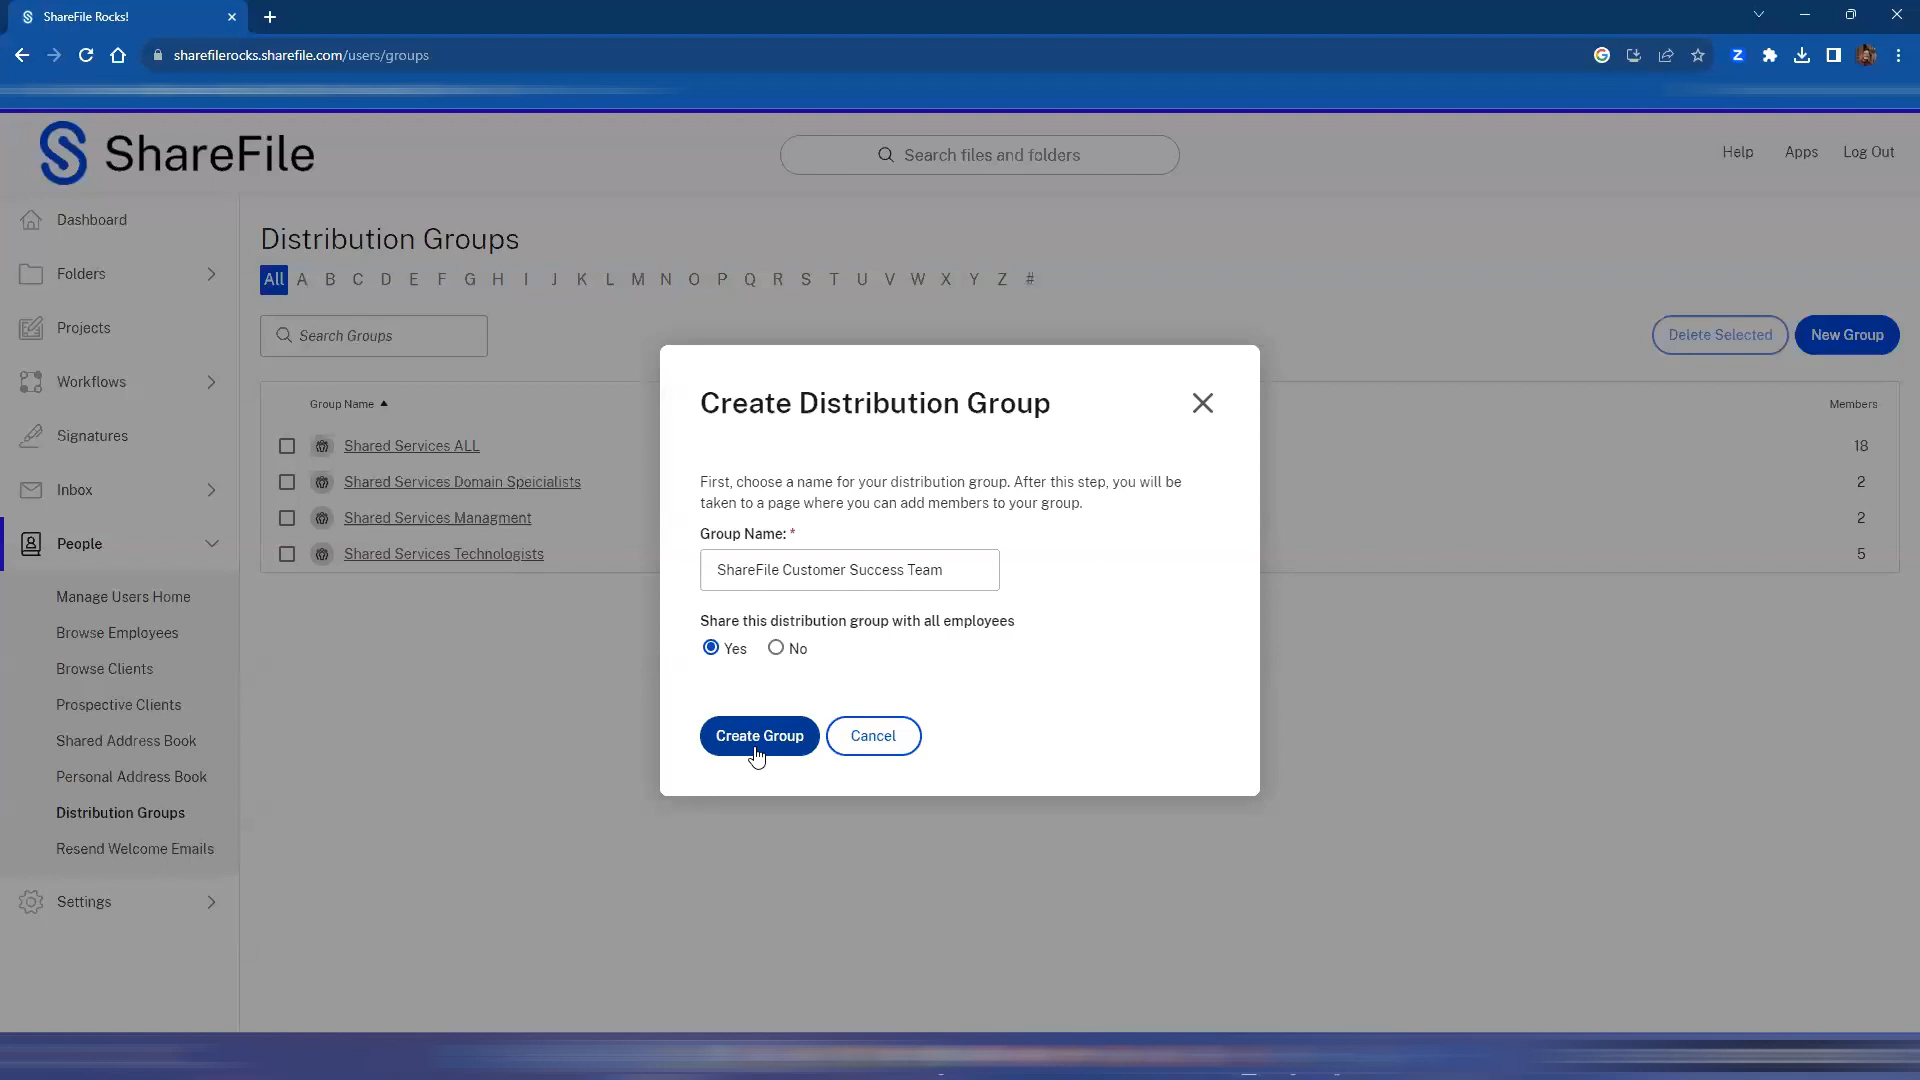 ShareFile Rocks!
sharefilerocks.sharefile.com/users/groups
Z
ShareFile
Search files and folders
Help Apps Log Out
Dashboard
Folders
Projects
Workflows
Signatures
Inbox
People
Manage Users Home
Browse Employees
Browse Clients
Prospective Clients
Shared Address Book
Personal Address Book
Distribution Groups
Resend Welcome Emails
Settings
Distribution Groups
All A B C D E F G H I J K L M N O P Q R S T U V W X Y Z #
Search Groups
Delete Selected New Group
Group Name Members
Shared Services ALL 18
Shared Services Domain Speicialists 2
Shared Services Managment 2
Shared Services Technologists 5
Create Distribution Group
First, choose a name for your distribution group. After this step, you will be
taken to a page where you can add members to your group.
Group Name: *
ShareFile Customer Success Team
Share this distribution group with all employees
Yes No
Create Group Cancel